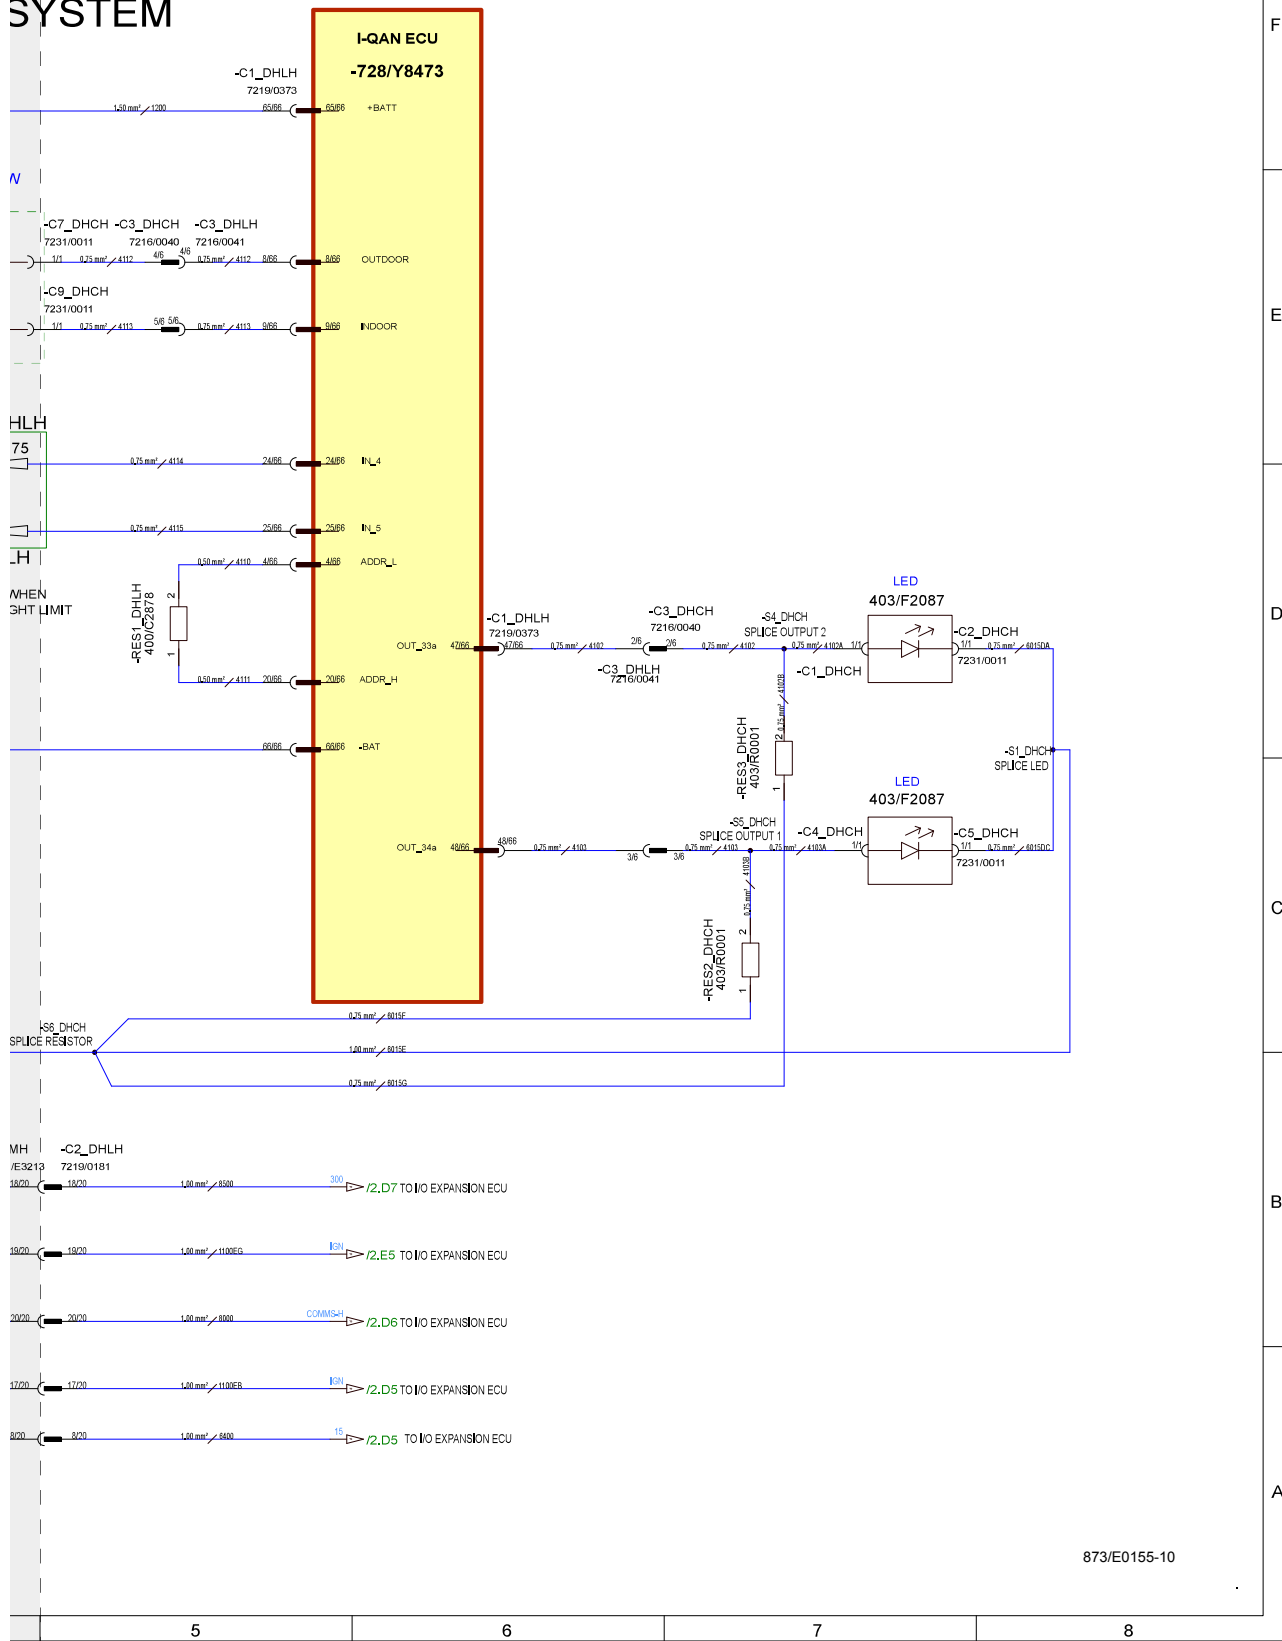 SYSTEM
F
I-QAN ECU
-728/Y8473
-C1_DHLH
7219/0373
1.50 mm² / 1200
65/66
65/66
+BATT
W
-C7_DHCH
-C3_DHCH
-C3_DHLH
7231/0011
7216/0040
7216/0041
1/1
0.75 mm² / 4112
4/6
4/6
0.75 mm² / 4112
8/66
8/66
OUTDOOR
-C9_DHCH
7231/0011
E
1/1
0.75 mm² / 4113
5/6
5/6
0.75 mm² / 4113
9/66
9/66
INDOOR
HLH
75
0.75 mm² / 4114
24/66
24/66
IN_4
0.75 mm² / 4115
25/66
25/66
IN_5
LH
0.50 mm² / 4110
4/66
4/66
ADDR_L
WHEN
GHT LIMIT
-RES1_DHLH
400/C2878
2
1
LED
403/F2087
D
-C1_DHLH
7219/0373
-C3_DHCH
7216/0040
-S4_DHCH
SPLICE OUTPUT 2
-C2_DHCH
7231/0011
OUT_33a
47/66
47/66
0.75 mm² / 4102
2/6
2/6
0.75 mm² / 4102
0.75 mm² / 4102A
1/1
1/1
0.75 mm² / 6015DA
-C3_DHLH
7216/0041
-C1_DHCH
0.50 mm² / 4111
20/66
20/66
ADDR_H
0.75 mm² / 4102B
66/66
66/66
-BAT
-RES3_DHCH
403/R0001
2
1
-S1_DHCH
SPLICE LED
LED
403/F2087
-S5_DHCH
SPLICE OUTPUT 1
-C4_DHCH
-C5_DHCH
7231/0011
OUT_34a
48/66
48/66
0.75 mm² / 4103
3/6
3/6
0.75 mm² / 4103
0.75 mm² / 4103A
1/1
1/1
0.75 mm² / 6015DC
0.75 mm² / 4103B
C
-RES2_DHCH
403/R0001
2
1
-S6_DHCH
SPLICE RESISTOR
0.75 mm² / 6015F
1.00 mm² / 6015E
0.75 mm² / 6015G
MH
-C2_DHLH
/E3213
7219/0181
18/20
18/20
1.00 mm² / 8500
300
/2.D7 TO I/O EXPANSION ECU
B
19/20
19/20
1.00 mm² / 1100EG
IGN
/2.E5 TO I/O EXPANSION ECU
20/20
20/20
1.00 mm² / 8000
COMMS-H
/2.D6 TO I/O EXPANSION ECU
17/20
17/20
1.00 mm² / 1100EB
IGN
/2.D5 TO I/O EXPANSION ECU
8/20
8/20
1.00 mm² / 6400
15
/2.D5 TO I/O EXPANSION ECU
A
873/E0155-10
5
6
7
8